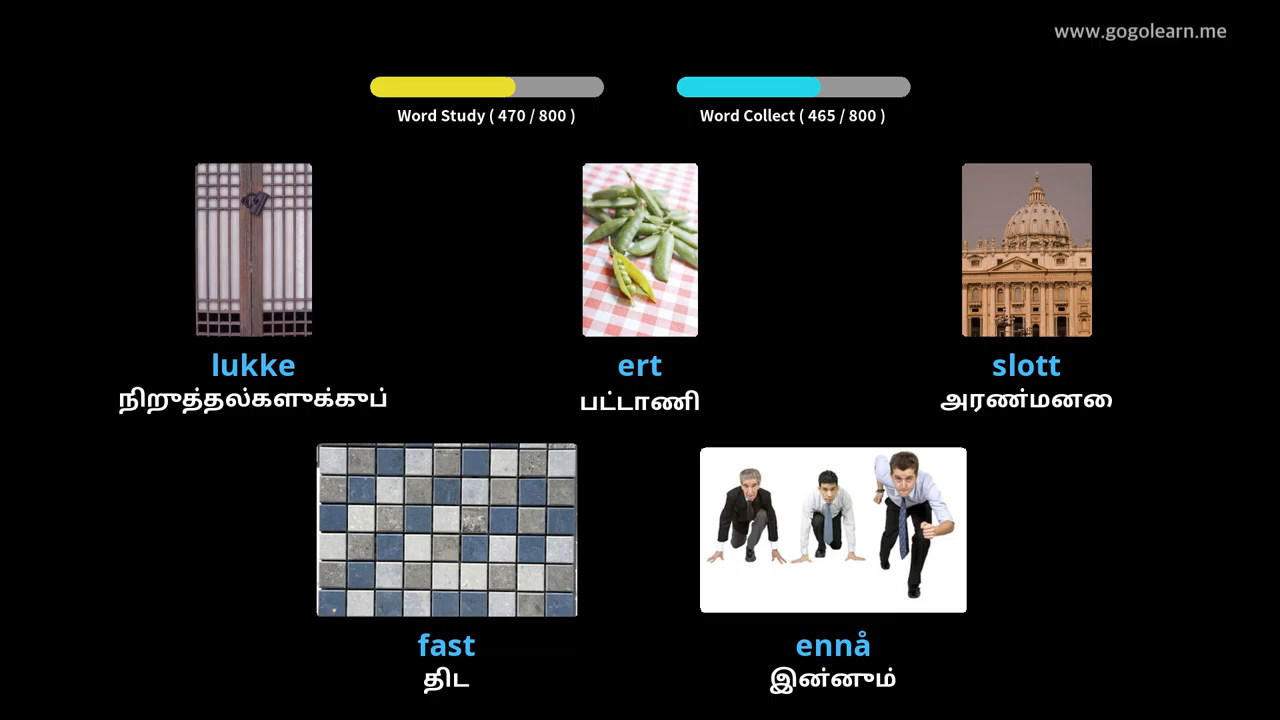 www.gogolearn.me
Word Study ( 470 / 800 )
Word Collect ( 465 / 800 )
lukke
ert
slott
நிறுத்தல்களுக்குப்
பட்டாணி
அரண்மனை
fast
ennå
திட
இன்னும்